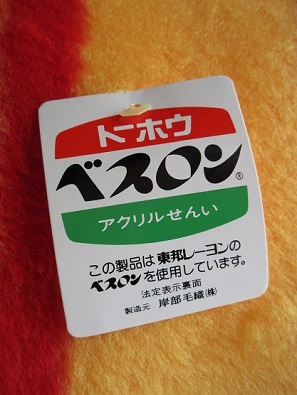 トーホウ
ベスロン®
アクリルせんい
この製品は東邦レーヨンの
ベスロンを使用しています。
法定表示裏面
製造元 岸部毛織(株)